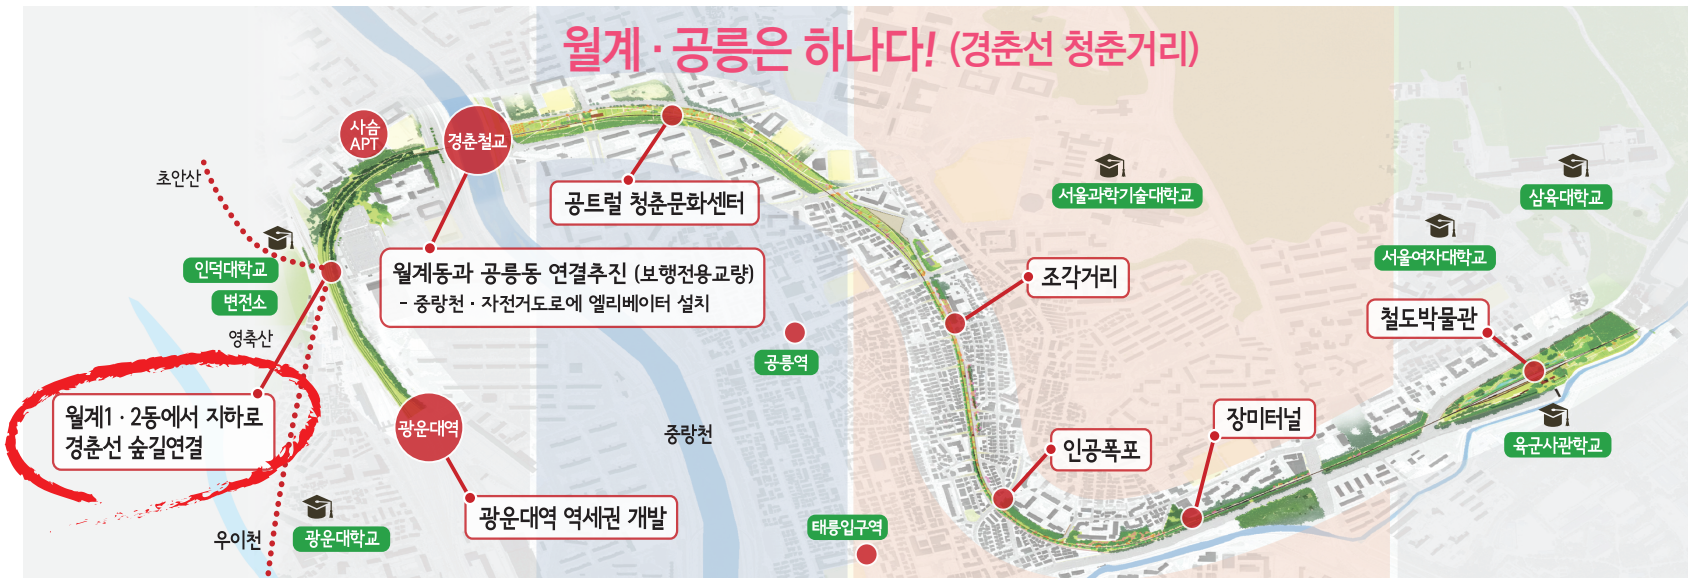 월계 · 공릉은 하나다! (경춘선 청춘거리)
사슴
APT
경춘철교
초안산
공트럴 청춘문화센터
서울과학기술대학교
삼육대학교
인덕대학교
변전소
영축산
월계동과 공릉동 연결추진 (보행전용교량)
- 중랑천 · 자전거도로에 엘리베이터 설치
조각거리
서울여자대학교
철도박물관
공릉역
월계1 · 2동에서 지하로
경춘선 숲길연결
광운대역
중랑천
장미터널
인공폭포
육군사관학교
광운대역 역세권 개발
우이천
광운대학교
태릉입구역